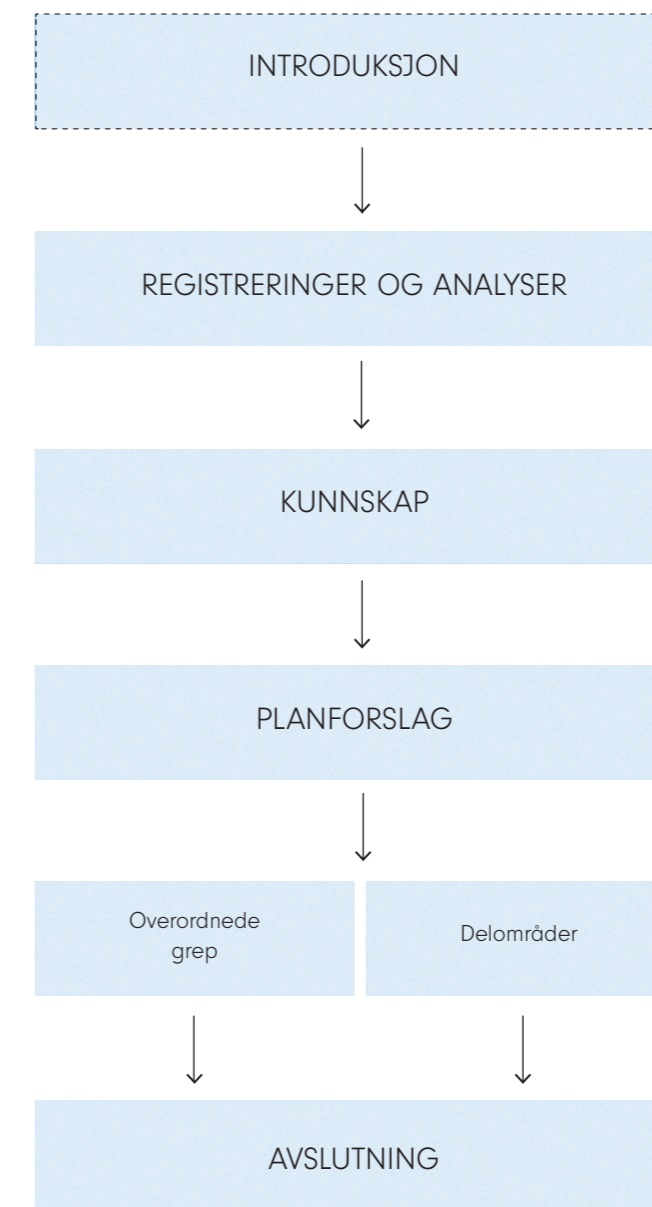 INTRODUKSJON
REGISTRERINGER OG ANALYSER
KUNNSKAP
PLANFORSLAG
Overordnede
grep
Delområder
AVSLUTNING